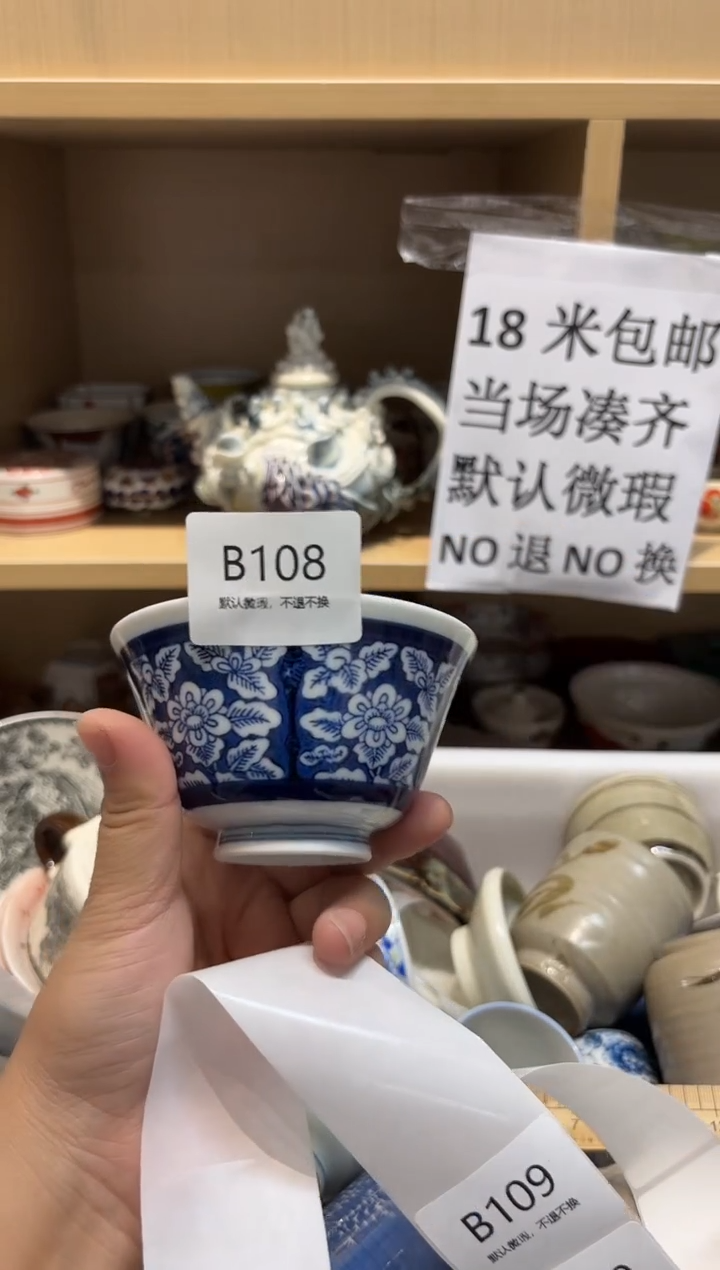 18 米包邮
当场凑齐
默认微瑕
NO 退 NO 换
B108
默认微瑕，不退不换
B109
默认微瑕，不退不换